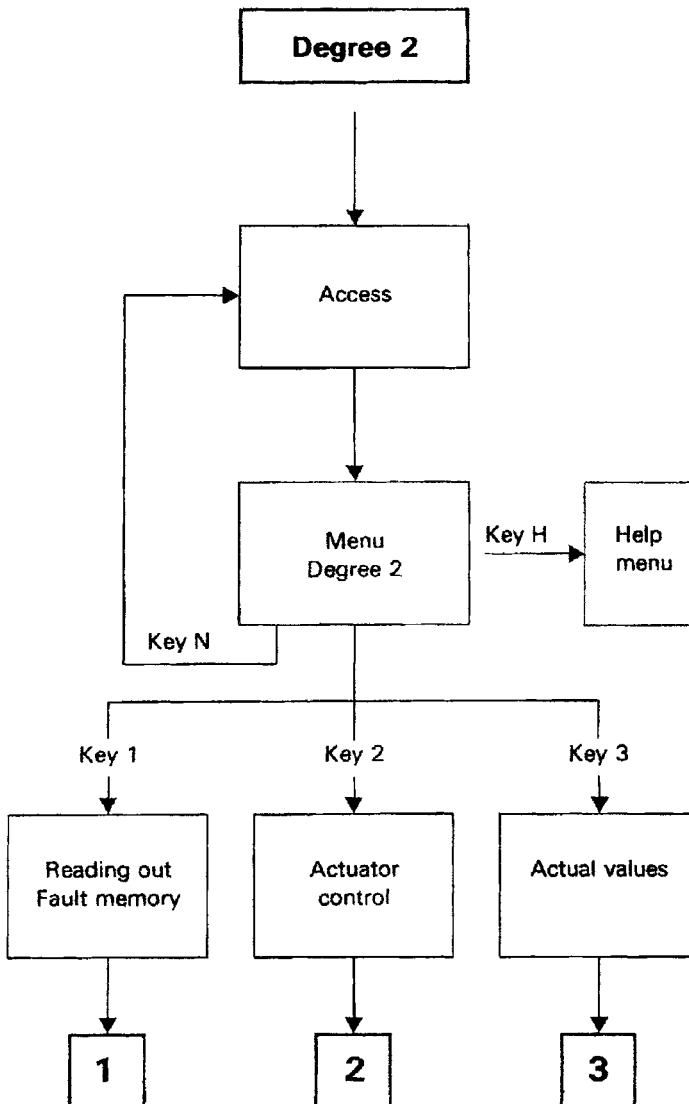 Degree 2
Access
Menu
Degree 2
Key H
Help
menu
Key N
Key 1
Key 2
Key 3
Reading out
Fault memory
Actuator
control
Actual values
1
2
3